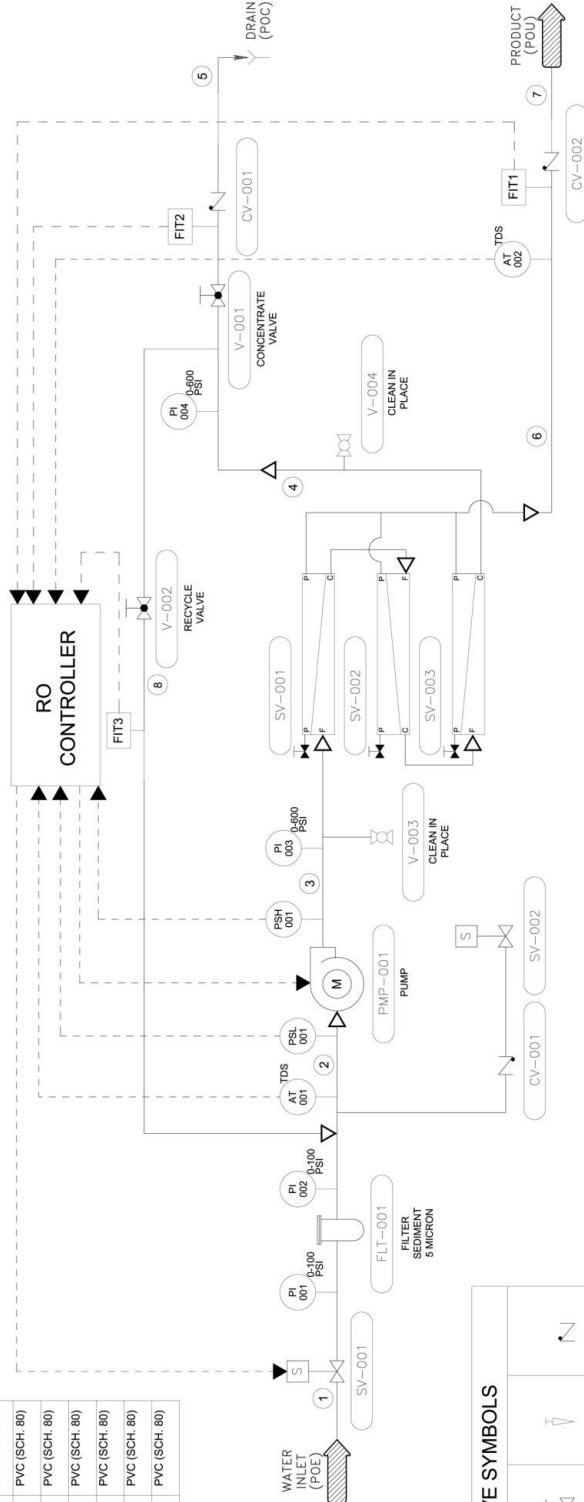 PVC (SCH. 80)
PVC (SCH. 80)
PVC (SCH. 80)
PVC (SCH. 80)
PVC (SCH. 80)
PVC (SCH. 80)
RO
CONTROLLER
WATER
INLET
(POE)
1
S
SV-001
PI
001
0-100
PSI
FLT-001
FILTER
SEDIMENT
5 MICRON
PI
002
0-100
PSI
AT
001
TDS
2
PSL
001
M
PMP-001
PUMP
PSH
001
3
PI
003
0-600
PSI
V-003
CLEAN IN
PLACE
CV-001
S
SV-002
SV-001
P
F
P
C
SV-002
P
C
P
F
SV-003
P
F
P
C
FIT3
8
V-002
RECYCLE
VALVE
4
V-004
CLEAN IN
PLACE
PI
004
0-600
PSI
V-001
CONCENTRATE
VALVE
FIT2
CV-001
5
DRAIN
(POC)
6
AT
002
TDS
FIT1
CV-002
7
PRODUCT
(POU)
E SYMBOLS